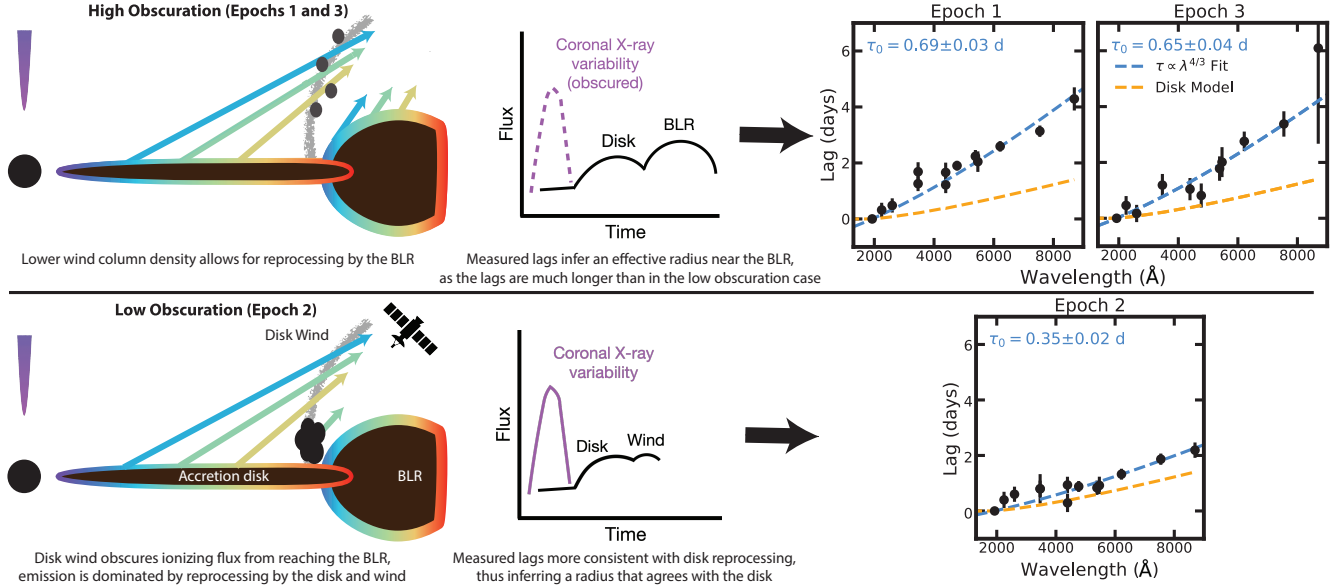 High Obscuration (Epochs 1 and 3)
Lower wind column density allows for reprocessing by the BLR
Flux
Coronal X-ray
variability
(obscured)
Disk
BLR
Time
Measured lags infer an effective radius near the BLR,
as the lags are much longer than in the low obscuration case
Epoch 1
τ0 = 0.69±0.03 d
Lag (days)
6
4
2
0
2000 4000 6000 8000
Epoch 3
τ0 = 0.65±0.04 d
τ ∝ λ^4/3 Fit
Disk Model
2000 4000 6000 8000
Wavelength (Å)
Low Obscuration (Epoch 2)
Disk Wind
Accretion disk
BLR
Disk wind obscures ionizing flux from reaching the BLR,
emission is dominated by reprocessing by the disk and wind
Flux
Coronal X-ray
variability
Disk
Wind
Time
Measured lags more consistent with disk reprocessing,
thus inferring a radius that agrees with the disk
Epoch 2
τ0 = 0.35±0.02 d
Lag (days)
6
4
2
0
2000 4000 6000 8000
Wavelength (Å)